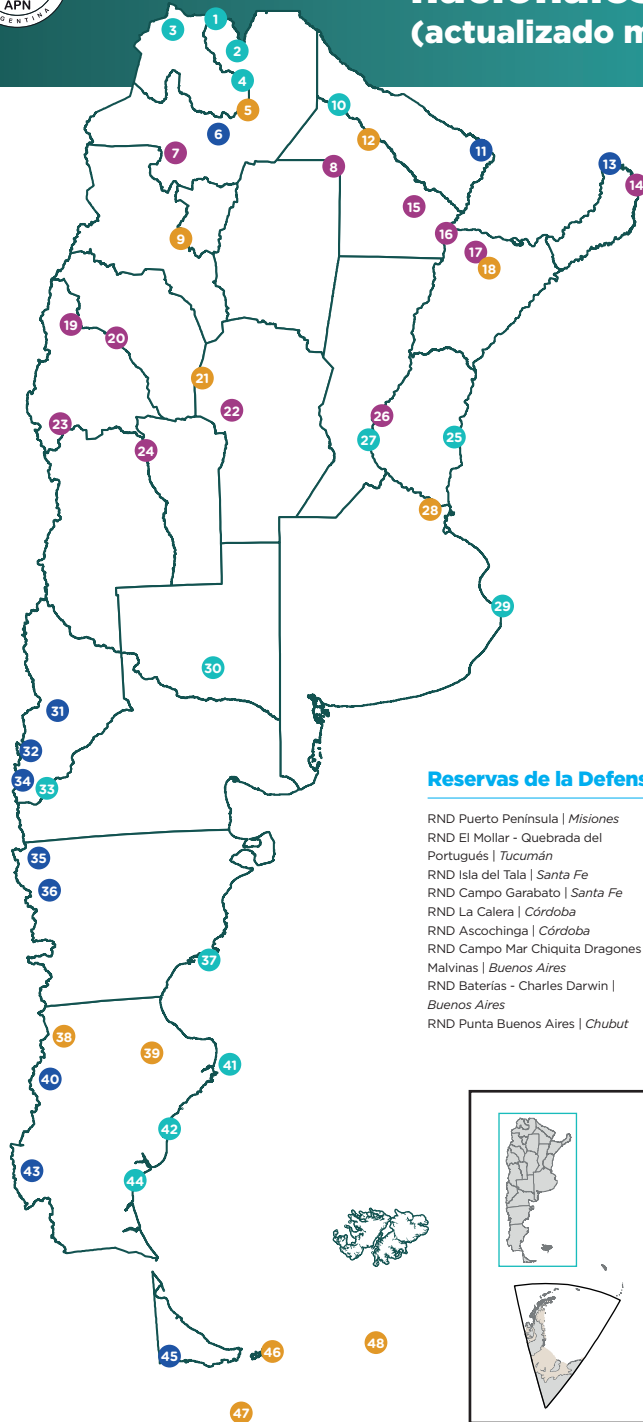 APN
GENTINA
nacionales
(actualizado m
1
3
2
4
5
10
6
12
7
11
8
13
14
15
16
9
17
18
19
20
21
22
26
23
27
25
24
28
29
30
31
32
34
33
Reservas de la Defens
RND Puerto Península | Misiones
RND El Mollar - Quebrada del
Portugués | Tucumán
RND Isla del Tala | Santa Fe
RND Campo Garabato | Santa Fe
RND La Calera | Córdoba
RND Ascochinga | Córdoba
RND Campo Mar Chiquita Dragones
Malvinas | Buenos Aires
RND Baterías - Charles Darwin |
Buenos Aires
RND Punta Buenos Aires | Chubut
35
36
37
38
39
41
40
42
43
44
48
46
45
47